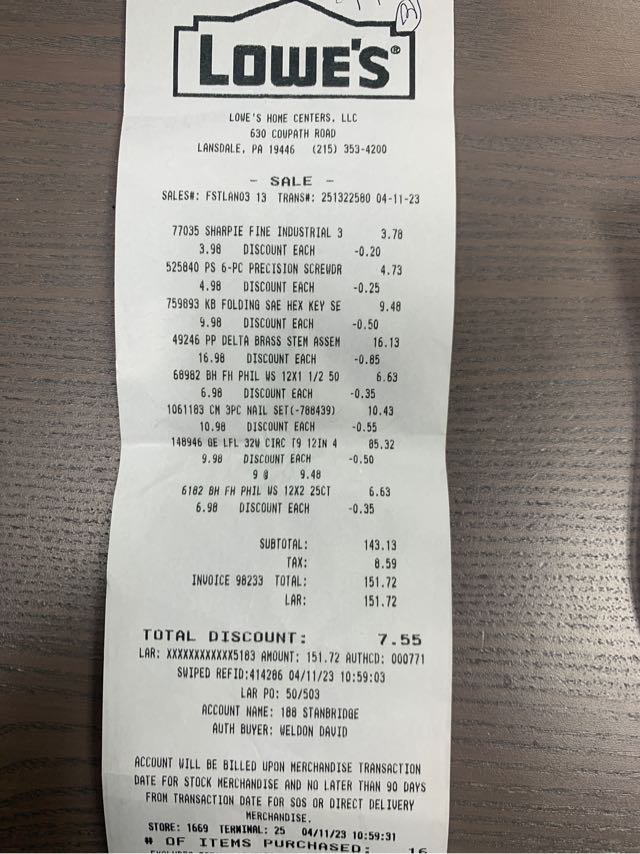 LOWE'S®
LOWE'S HOME CENTERS, LLC
630 COWPATH ROAD
LANSDALE, PA 19446 (215) 353-4200
- SALE -
SALES#: FSTLAN03 13 TRANS#: 251322580 04-11-23
77035 SHARPIE FINE INDUSTRIAL 3 3.78
3.98 DISCOUNT EACH -0.20
525840 PS 6-PC PRECISION SCREWDR 4.73
4.98 DISCOUNT EACH -0.25
759893 KB FOLDING SAE HEX KEY SE 9.48
9.98 DISCOUNT EACH -0.50
49246 PP DELTA BRASS STEM ASSEM 16.13
16.98 DISCOUNT EACH -0.85
68982 BH FH PHIL WS 12X1 1/2 50 6.63
6.98 DISCOUNT EACH -0.35
1061183 CM 3PC NAIL SET(-788439) 10.43
10.98 DISCOUNT EACH -0.55
148946 GE LFL 32W CIRC T9 12IN 4 85.32
9.98 DISCOUNT EACH -0.50
9 @ 9.48
6182 BH FH PHIL WS 12X2 25CT 6.63
6.98 DISCOUNT EACH -0.35
SUBTOTAL: 143.13
TAX: 8.59
INVOICE 98233 TOTAL: 151.72
LAR: 151.72
TOTAL DISCOUNT: 7.55
LAR: XXXXXXXXXXXX5183 AMOUNT: 151.72 AUTHCD: 000771
SWIPED REFID:414286 04/11/23 10:59:03
LAR PO: 50/503
ACCOUNT NAME: 188 STANBRIDGE
AUTH BUYER: WELDON DAVID
ACCOUNT WILL BE BILLED UPON MERCHANDISE TRANSACTION
DATE FOR STOCK MERCHANDISE AND NO LATER THAN 90 DAYS
FROM TRANSACTION DATE FOR SOS OR DIRECT DELIVERY
MERCHANDISE.
STORE: 1669 TERMINAL: 25 04/11/23 10:59:31
# OF ITEMS PURCHASED: 16